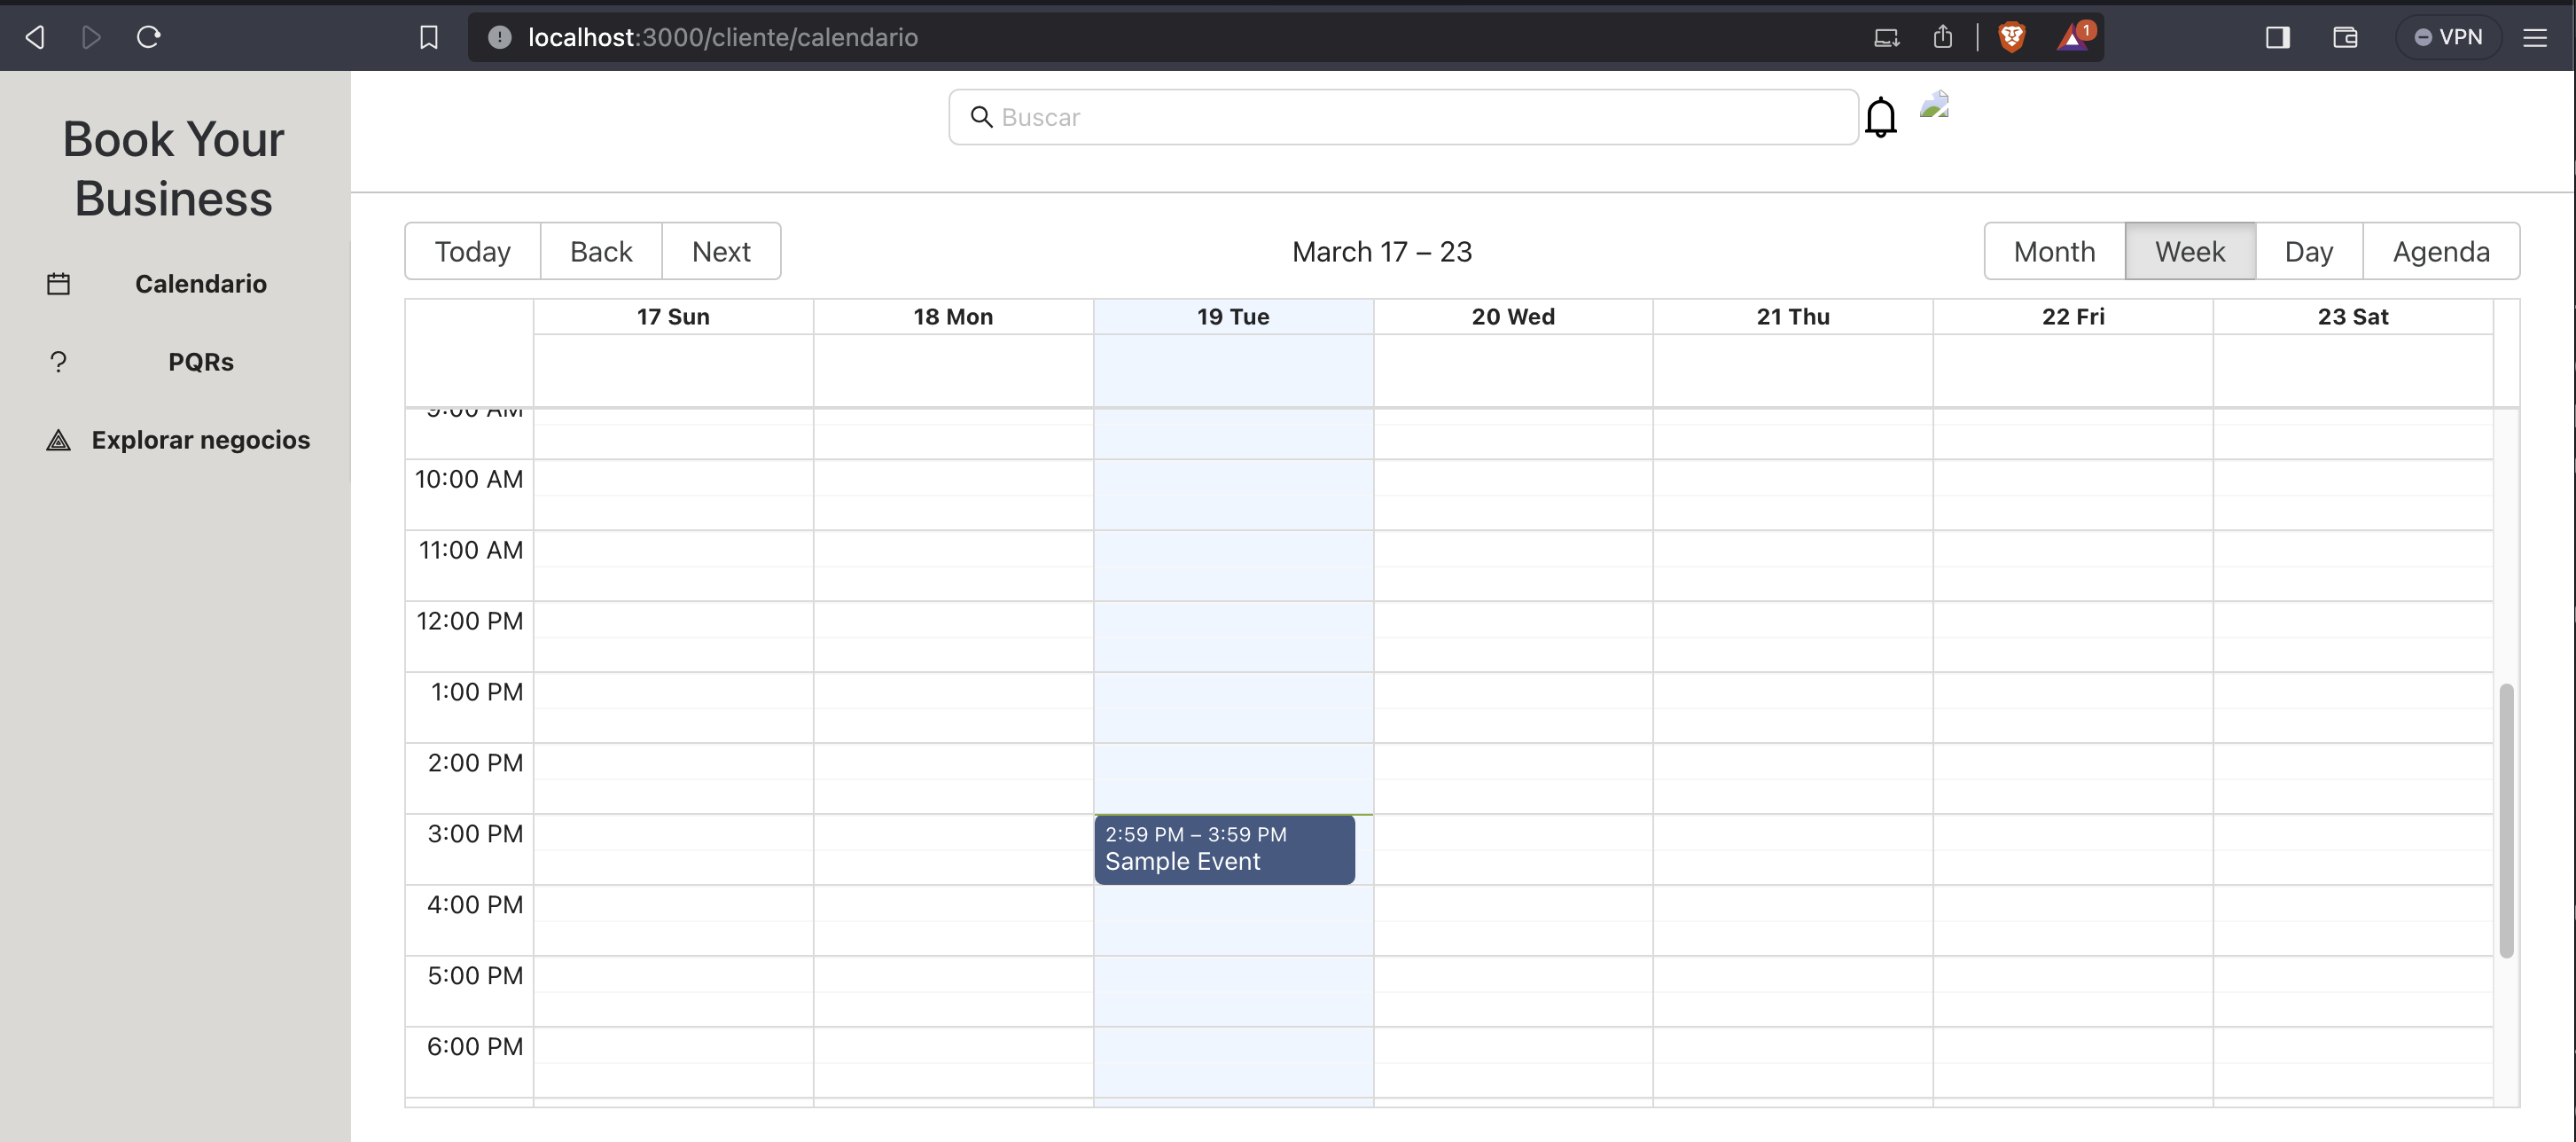 localhost:3000/cliente/calendario
1
VPN
Book Your
Business
Calendario
?
PQRs
Explorar negocios
Buscar
Today Back Next
March 17 – 23
Month Week Day Agenda
17 Sun 18 Mon 19 Tue 20 Wed 21 Thu 22 Fri 23 Sat
9:00 AM
10:00 AM
11:00 AM
12:00 PM
1:00 PM
2:00 PM
3:00 PM
2:59 PM – 3:59 PM
Sample Event
4:00 PM
5:00 PM
6:00 PM